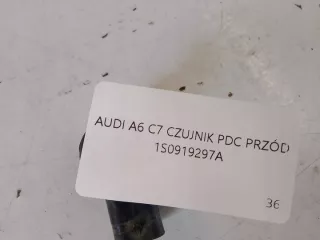 AUDI A6 C7 CZUJNIK PDC PRZÓD
1S0919297A
36